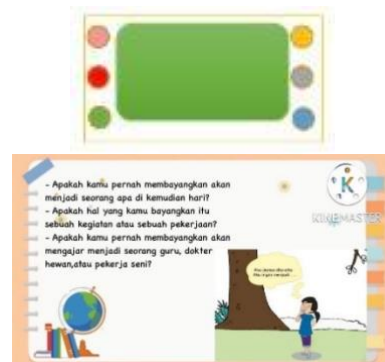 - Apakah kamu pernah membayangkan akan
menjadi seorang apa di kemudian hari?
- Apakah hal yang kamu bayangkan itu
sebuah kegiatan atau sebuah pekerjaan?
- Apakah kamu pernah membayangkan akan
mengajar menjadi seorang guru, dokter
hewan,atau pekerja seni?
K
KINEMASTER